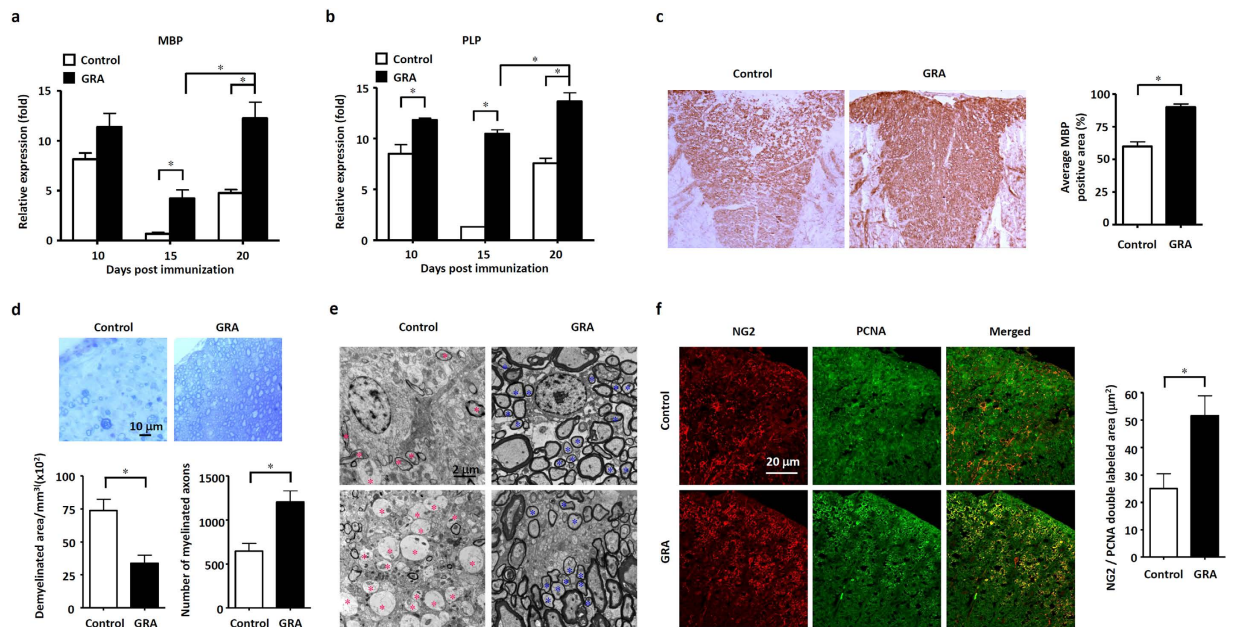 a
MBP
Control
GRA
*
*
*
Relative expression (fold)
15
10
5
0
10
15
20
Days post immunization
b
PLP
Control
GRA
*
*
*
*
Relative expression (fold)
15
10
5
0
10
15
20
Days post immunization
c
Control
GRA
*
Average MBP
positive area (%)
100
90
75
50
25
0
Control
GRA
d
Control
GRA
10 μm
*
Demyelinated area/mm³l(x10²)
100
75
50
25
0
Control
GRA
*
Number of myelinated axons
1500
1000
500
0
Control
GRA
e
Control
GRA
2 μm
f
NG2
PCNA
Merged
Control
20 μm
GRA
*
NG2 / PCNA double labeled area (μm²)
60
50
40
30
20
10
0
Control
GRA